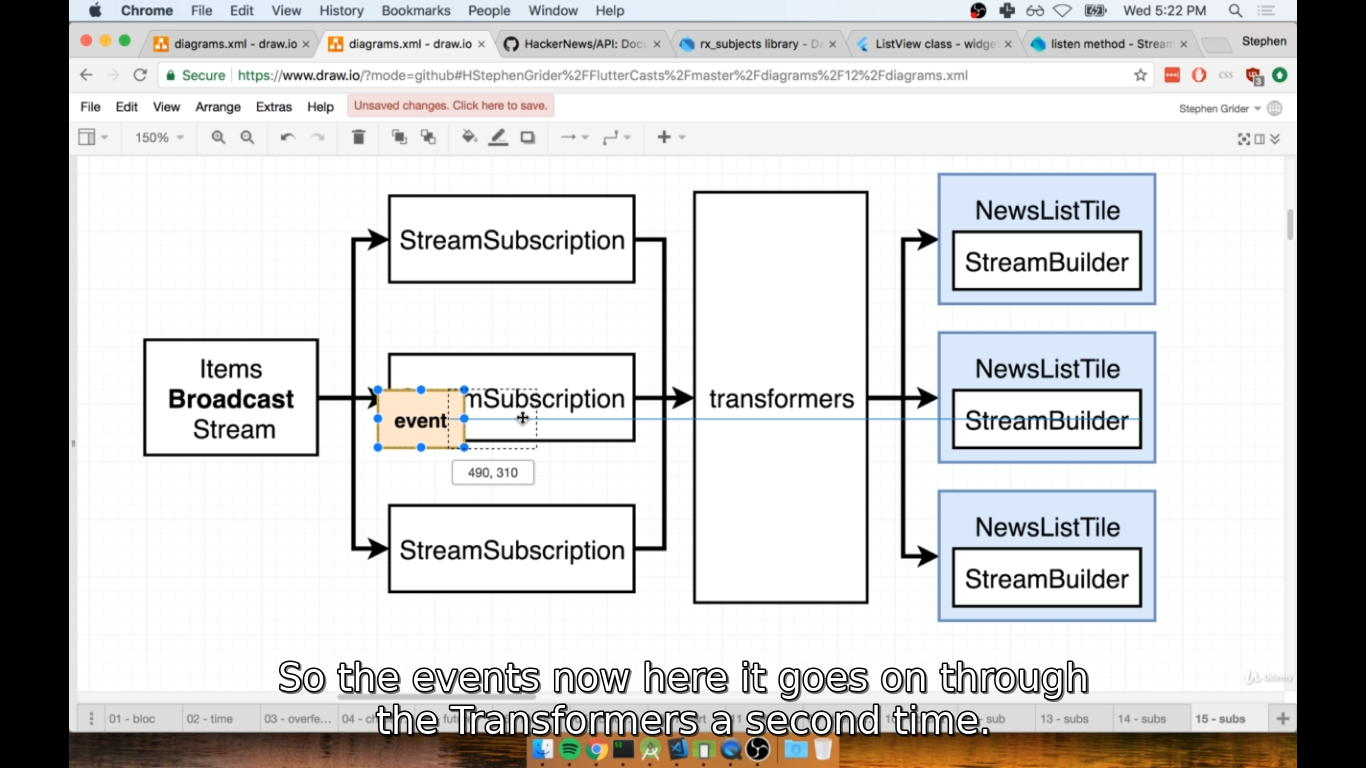 Chrome File Edit View History Bookmarks People Window Help Wed 5:22 PM
diagrams.xml - draw.io diagrams.xml - draw.io HackerNews/API: Docu rx_subjects library - Da ListView class - widge listen method - Stream Stephen
Secure https://www.draw.io/?mode=github#HStephenGrider%2FFlutterCasts%2Fmaster%2Fdiagrams%2F12%2Fdiagrams.xml
File Edit View Arrange Extras Help Unsaved changes. Click here to save. Stephen Grider
150%
NewsListTile
StreamSubscription
StreamBuilder
Items
Broadcast
Stream
mSubscription
event
490, 310
transformers
NewsListTile
StreamBuilder
StreamSubscription
NewsListTile
StreamBuilder
So the events now here it goes on through
the Transformers a second time.
01 - bloc 02 - time 03 - overfe... 04 - ch sub 13 - subs 14 - subs 15 - subs
Udemy